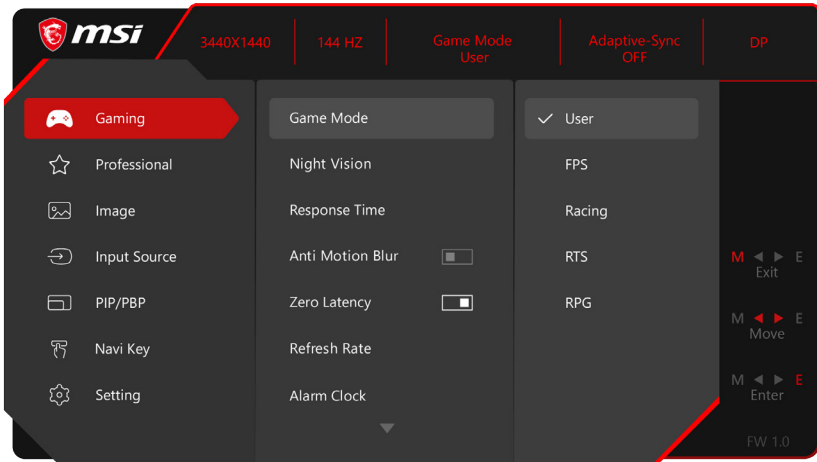 msi
3440X1440
144 HZ
Game Mode
User
Adaptive-Sync
OFF
DP
Gaming
Professional
Image
Input Source
PIP/PBP
Navi Key
Setting
Game Mode
Night Vision
Response Time
Anti Motion Blur
Zero Latency
Refresh Rate
Alarm Clock
User
FPS
Racing
RTS
RPG
M ◄ ► E
Exit
M ◄ ► E
Move
M ◄ ► E
Enter
FW 1.0